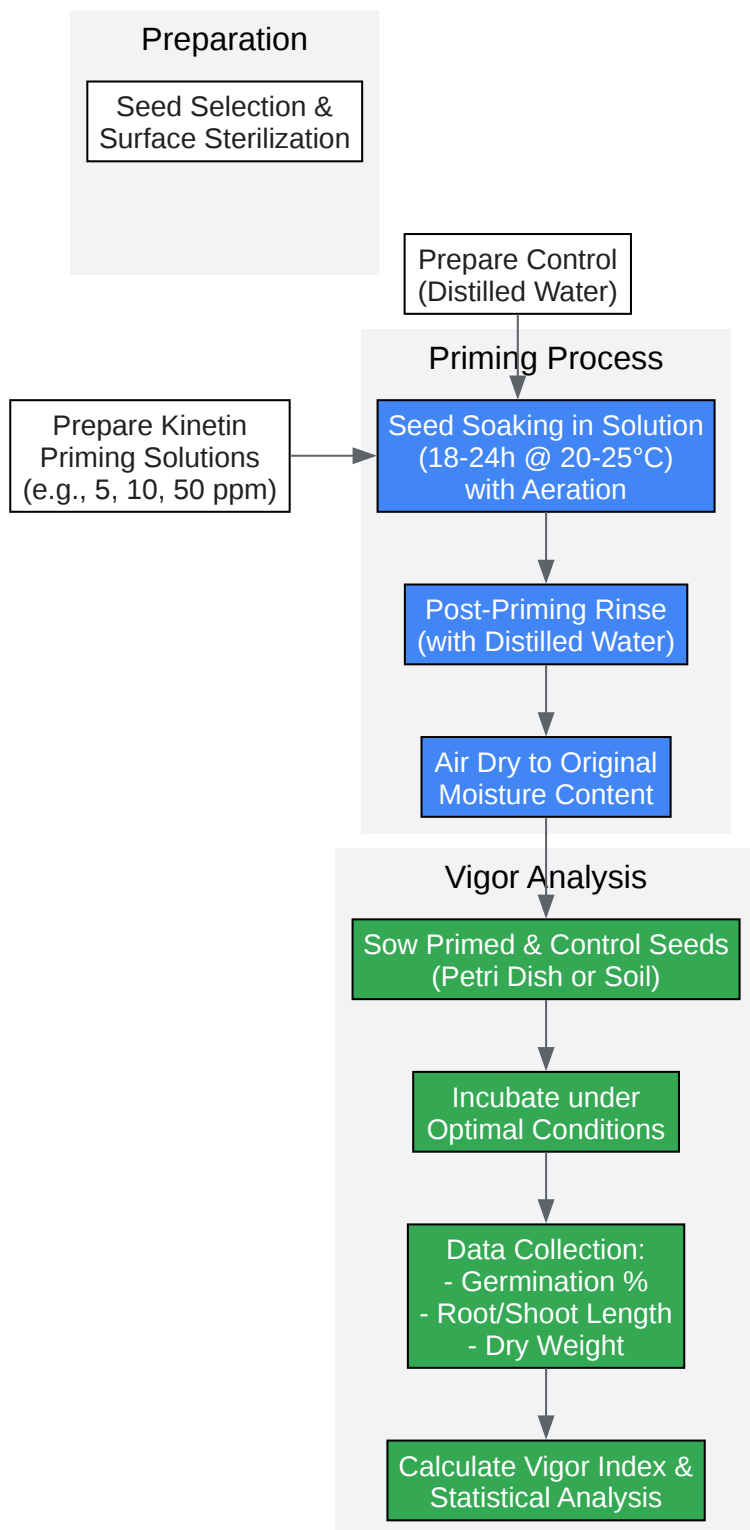 Preparation
Seed Selection &
Surface Sterilization
Prepare Control
(Distilled Water)
Priming Process
Prepare Kinetin
Priming Solutions
(e.g., 5, 10, 50 ppm)
Seed Soaking in Solution
(18-24h @ 20-25°C)
with Aeration
Post-Priming Rinse
(with Distilled Water)
Air Dry to Original
Moisture Content
Vigor Analysis
Sow Primed & Control Seeds
(Petri Dish or Soil)
Incubate under
Optimal Conditions
Data Collection:
- Germination %
- Root/Shoot Length
- Dry Weight
Calculate Vigor Index &
Statistical Analysis